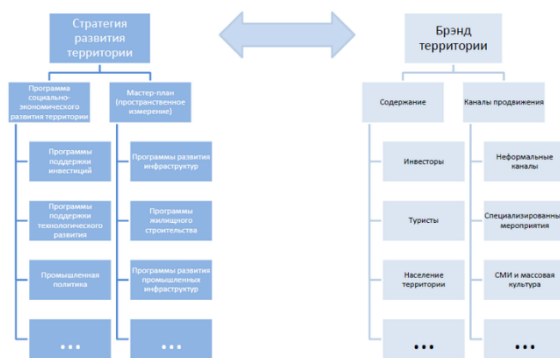 Стратегия
развития
территории
Программа
социально-
экономического
развития территории
Мастер-план
(пространственное
измерение)
Программы
поддержки
инвестиций
Программы развития
инфраструктур
Программы
поддержки
технологического
развития
Программы
жилищного
строительства
Промышленная
политика
Программы развития
промышленных
инфраструктур
...
...
Брэнд
территории
Содержание
Каналы продвижения
Инвесторы
Неформальные
каналы
Туристы
Специализированные
мероприятия
Население
территории
СМИ и массовая
культура
...
...